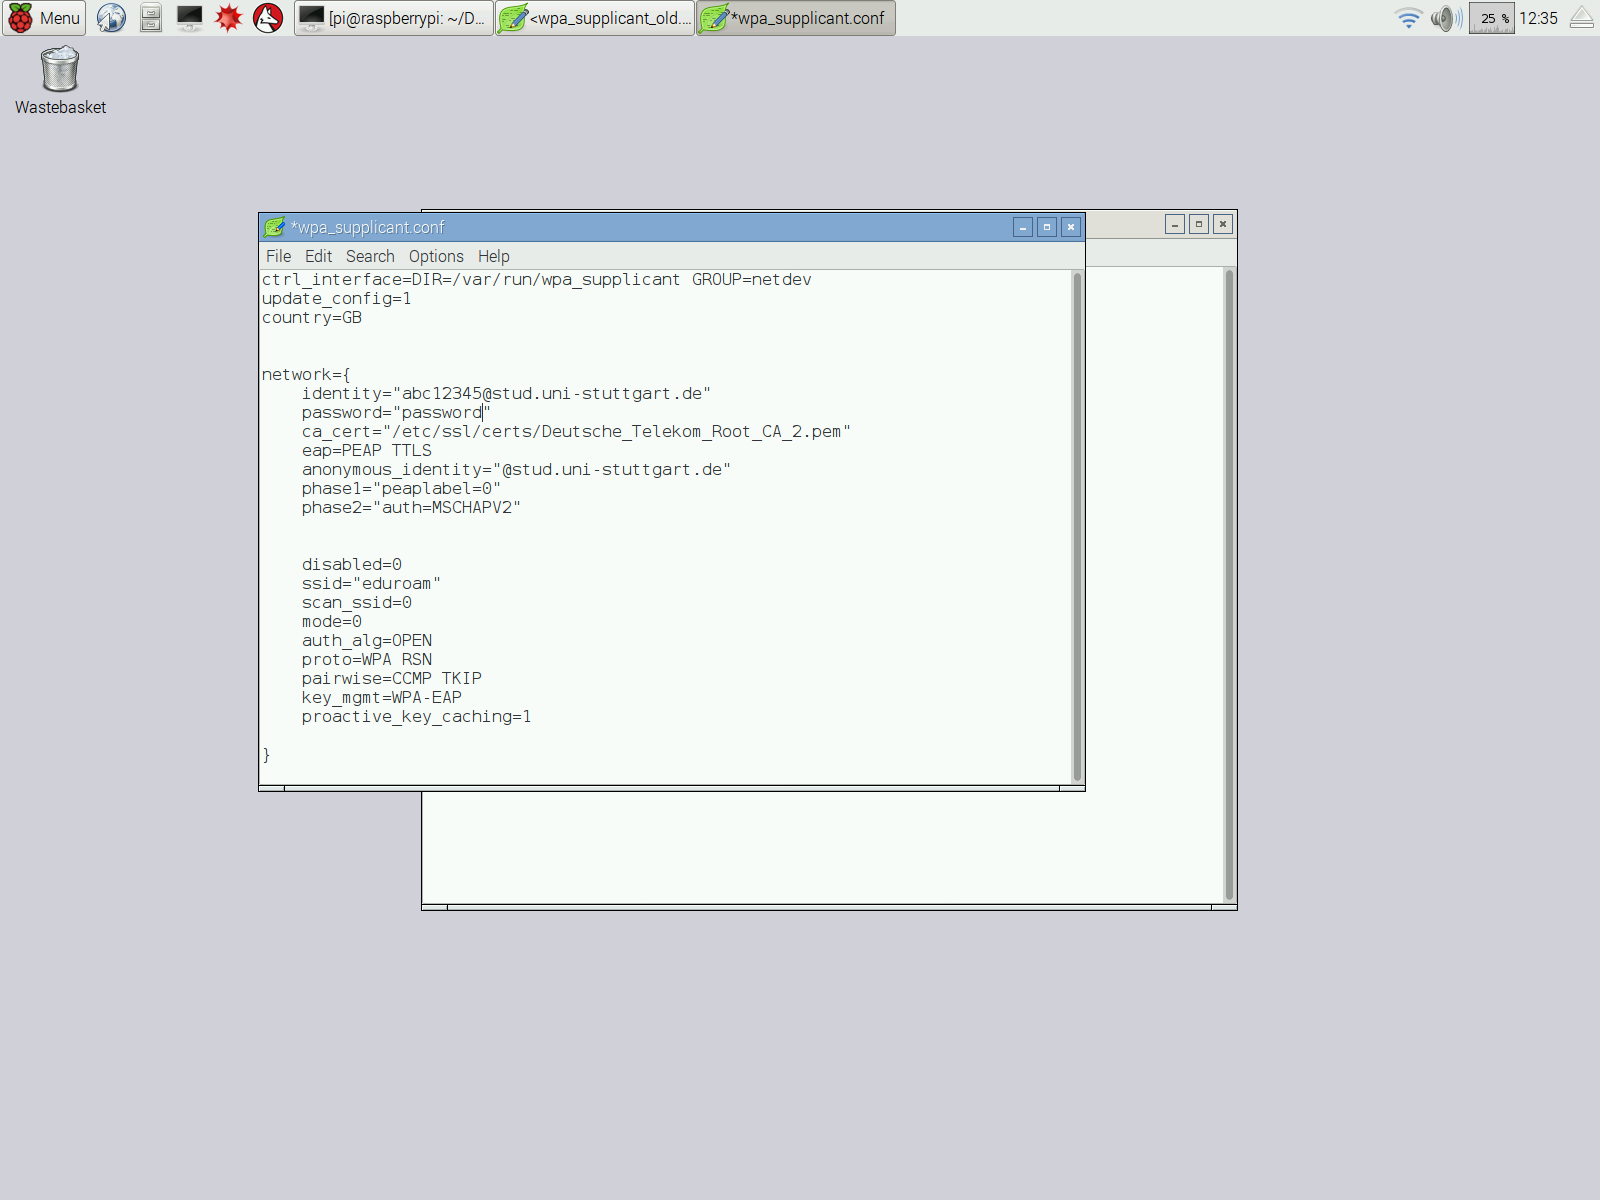 Menu
[pi@raspberrypi: ~/D...
<wpa_supplicant_old....
*wpa_supplicant.conf
25 %
12:35
Wastebasket
*wpa_supplicant.conf
File Edit Search Options Help
ctrl_interface=DIR=/var/run/wpa_supplicant GROUP=netdev
update_config=1
country=GB
network={
identity="abc12345@stud.uni-stuttgart.de"
password="password"
ca_cert="/etc/ssl/certs/Deutsche_Telekom_Root_CA_2.pem"
eap=PEAP TTLS
anonymous_identity="@stud.uni-stuttgart.de"
phase1="peaplabel=0"
phase2="auth=MSCHAPV2"
disabled=0
ssid="eduroam"
scan_ssid=0
mode=0
auth_alg=OPEN
proto=WPA RSN
pairwise=CCMP TKIP
key_mgmt=WPA-EAP
proactive_key_caching=1
}